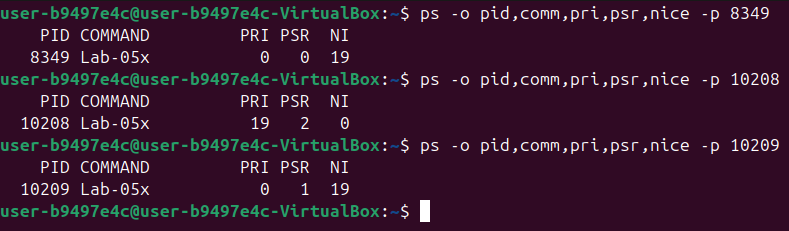 user-b9497e4c@user-b9497e4c-VirtualBox:~$ ps -o pid,comm,pri,psr,nice -p 8349
    PID COMMAND         PRI PSR  NI
   8349 Lab-05x           0   0  19
user-b9497e4c@user-b9497e4c-VirtualBox:~$ ps -o pid,comm,pri,psr,nice -p 10208
    PID COMMAND         PRI PSR  NI
  10208 Lab-05x          19   2   0
user-b9497e4c@user-b9497e4c-VirtualBox:~$ ps -o pid,comm,pri,psr,nice -p 10209
    PID COMMAND         PRI PSR  NI
  10209 Lab-05x           0   1  19
user-b9497e4c@user-b9497e4c-VirtualBox:~$